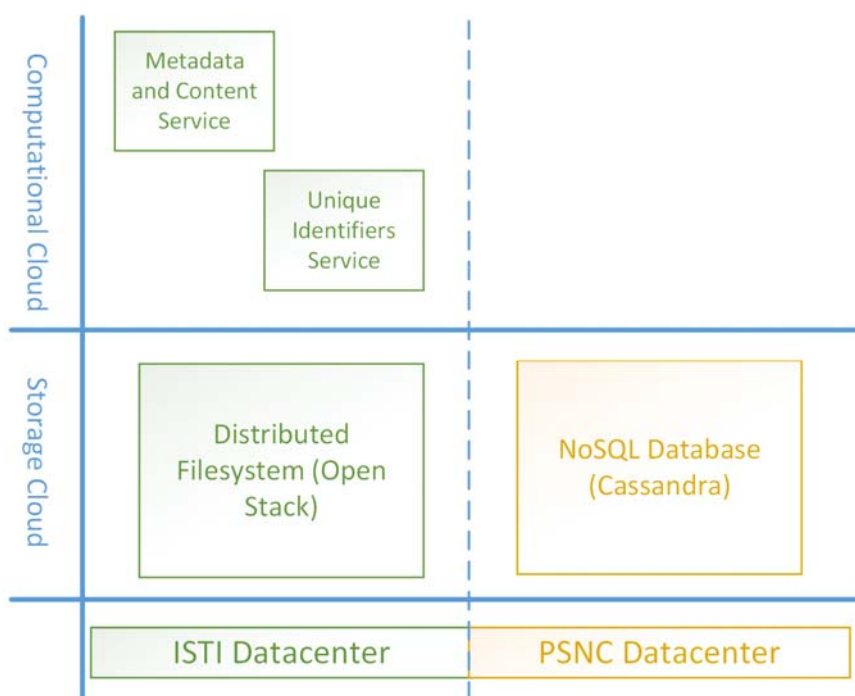 Computational Cloud
Metadata
and Content
Service
Unique
Identifiers
Service
Storage Cloud
Distributed
Filesystem (Open
Stack)
NoSQL Database
(Cassandra)
ISTI Datacenter
PSNC Datacenter